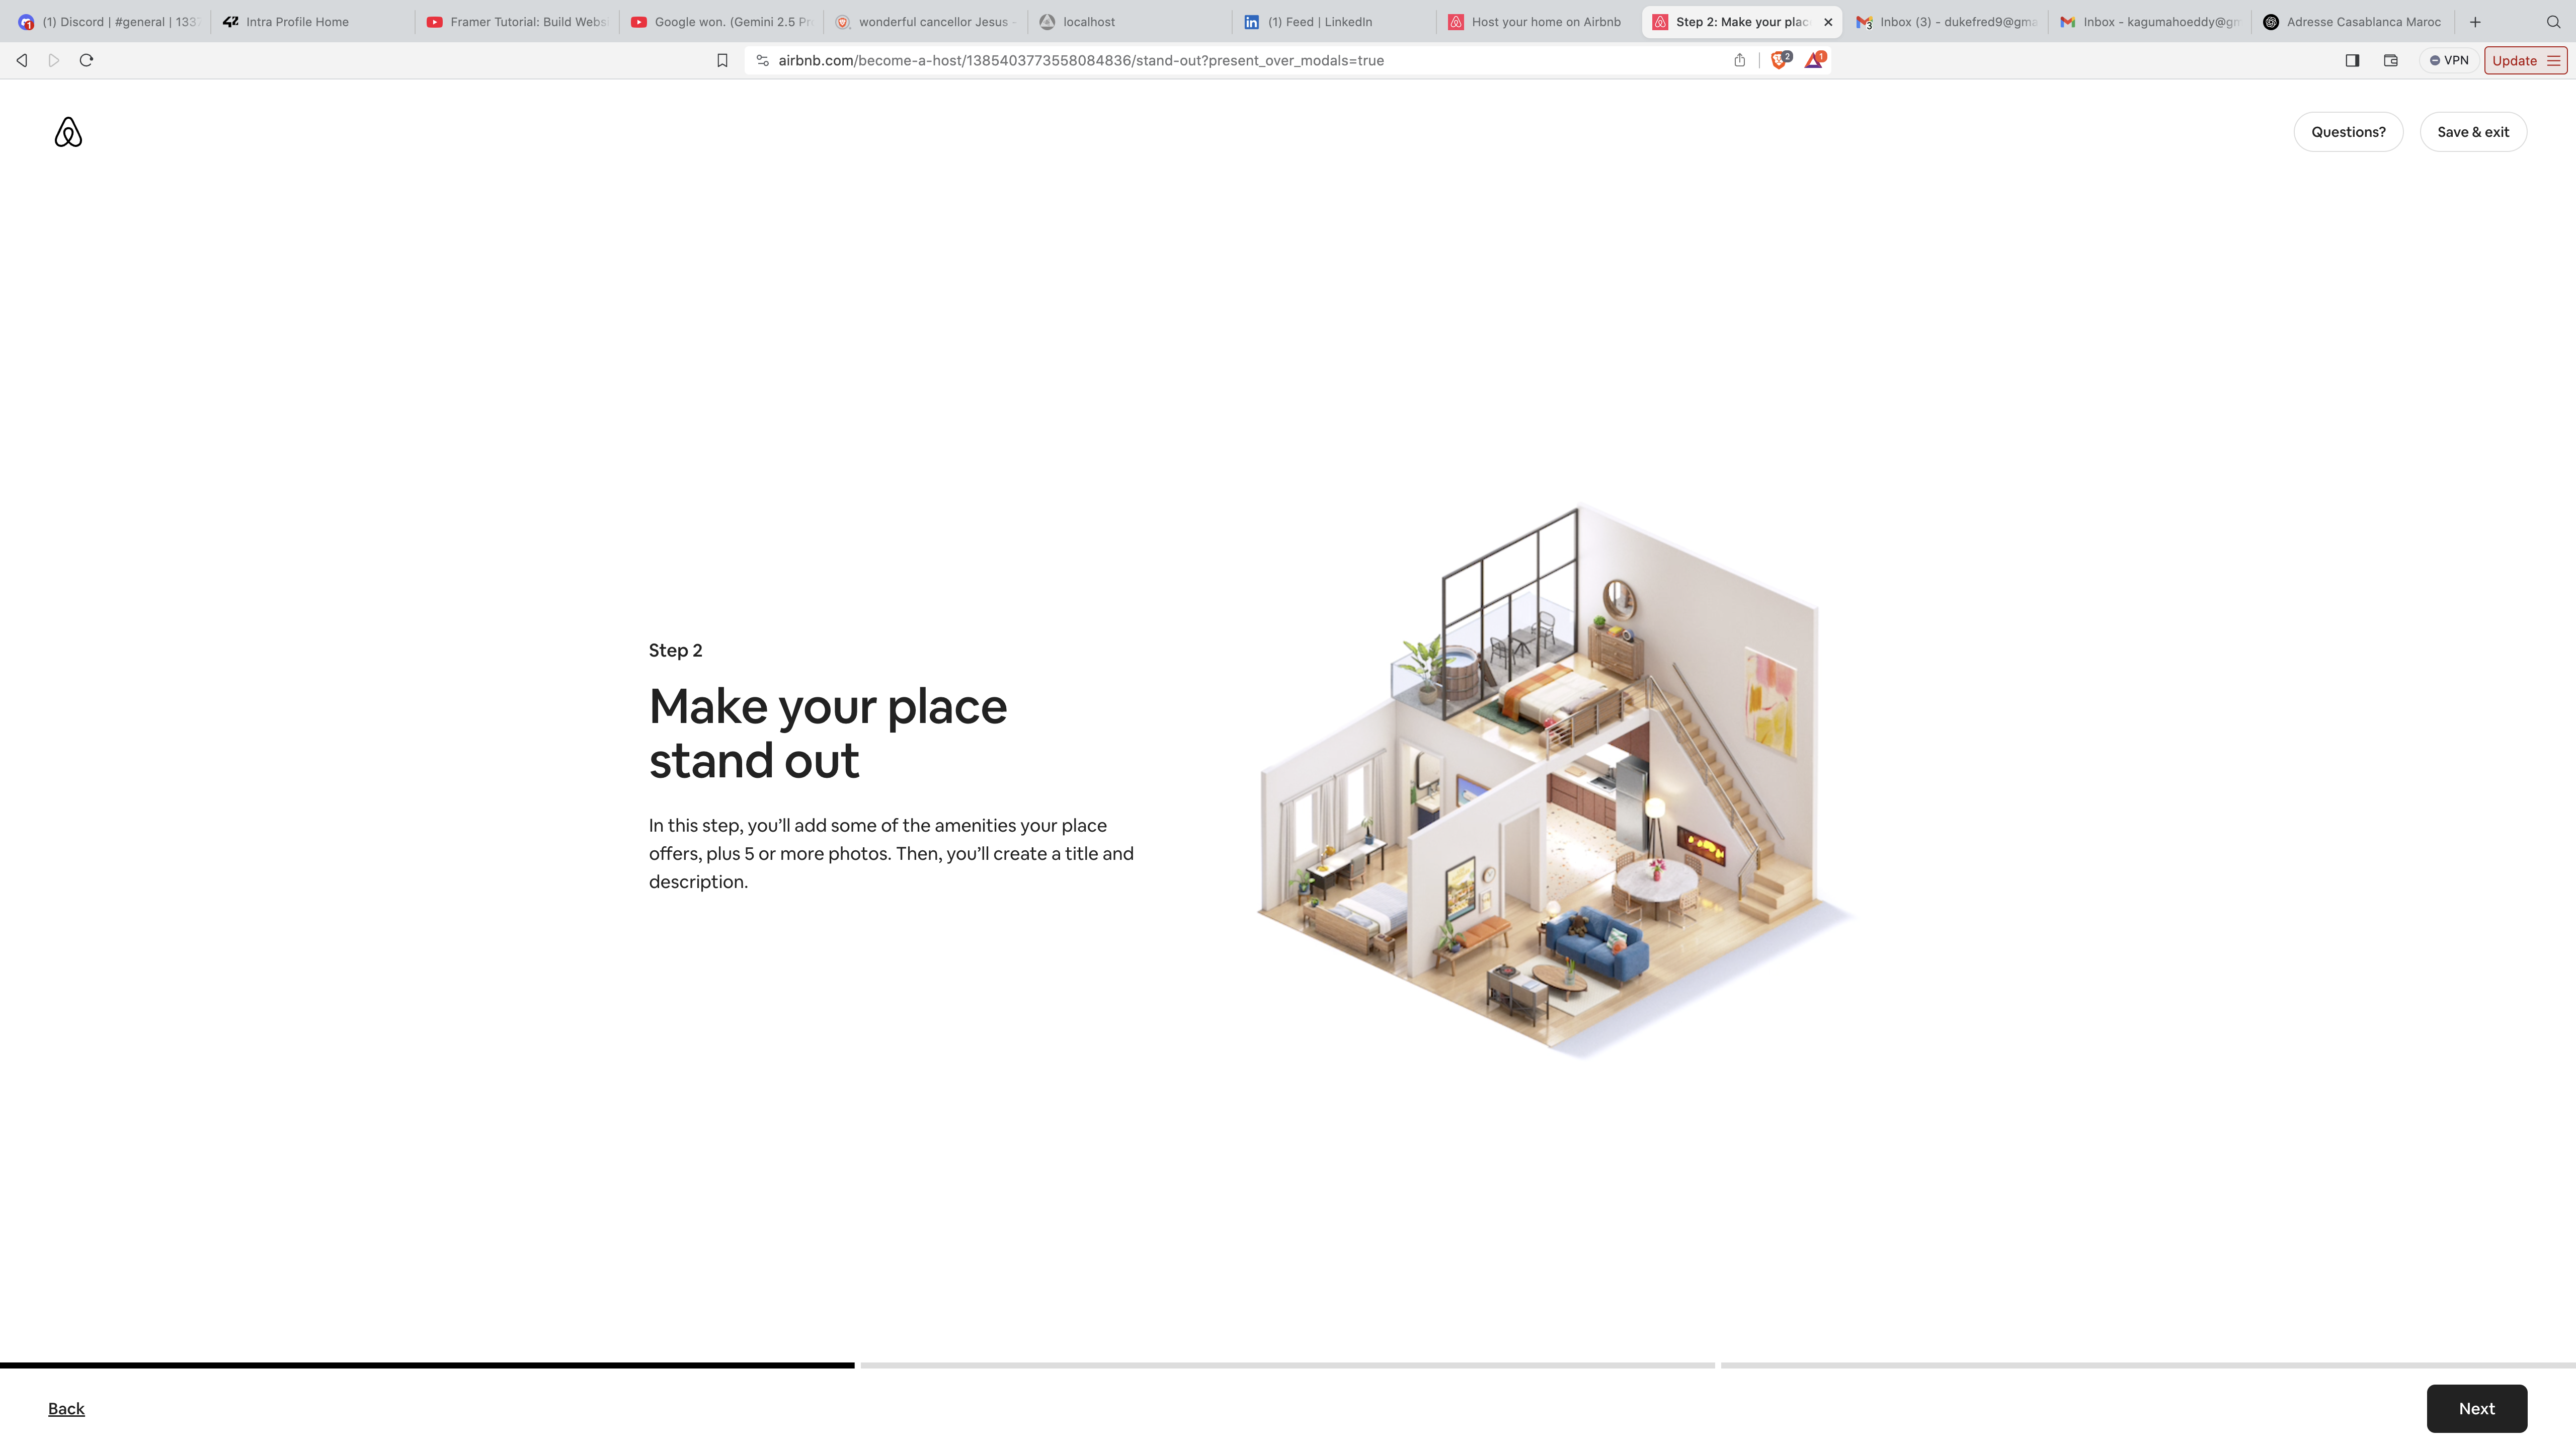 (1) Discord | #general | 133
Intra Profile Home
Framer Tutorial: Build Webs
Google won. (Gemini 2.5 Pr
wonderful cancellor Jesus -
localhost
(1) Feed | LinkedIn
Host your home on Airbnb
Step 2: Make your plac
Inbox (3) - dukefred9@gma
Inbox - kagumahoeddy@gm
Adresse Casablanca Maroc
airbnb.com/become-a-host/1385403773558084836/stand-out?present_over_modals=true
2
1
VPN
Update
Questions?
Save & exit
Step 2
Make your place
stand out
In this step, you’ll add some of the amenities your place
offers, plus 5 or more photos. Then, you’ll create a title and
description.
Back
Next